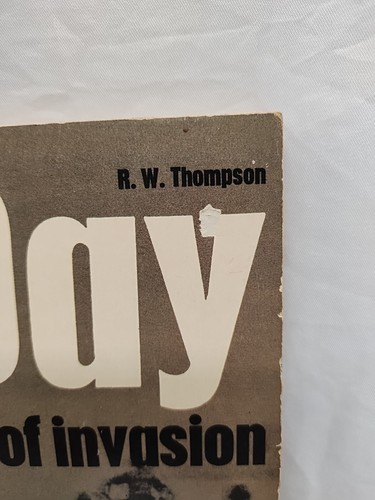 R. W. Thompson
Day
of invasion